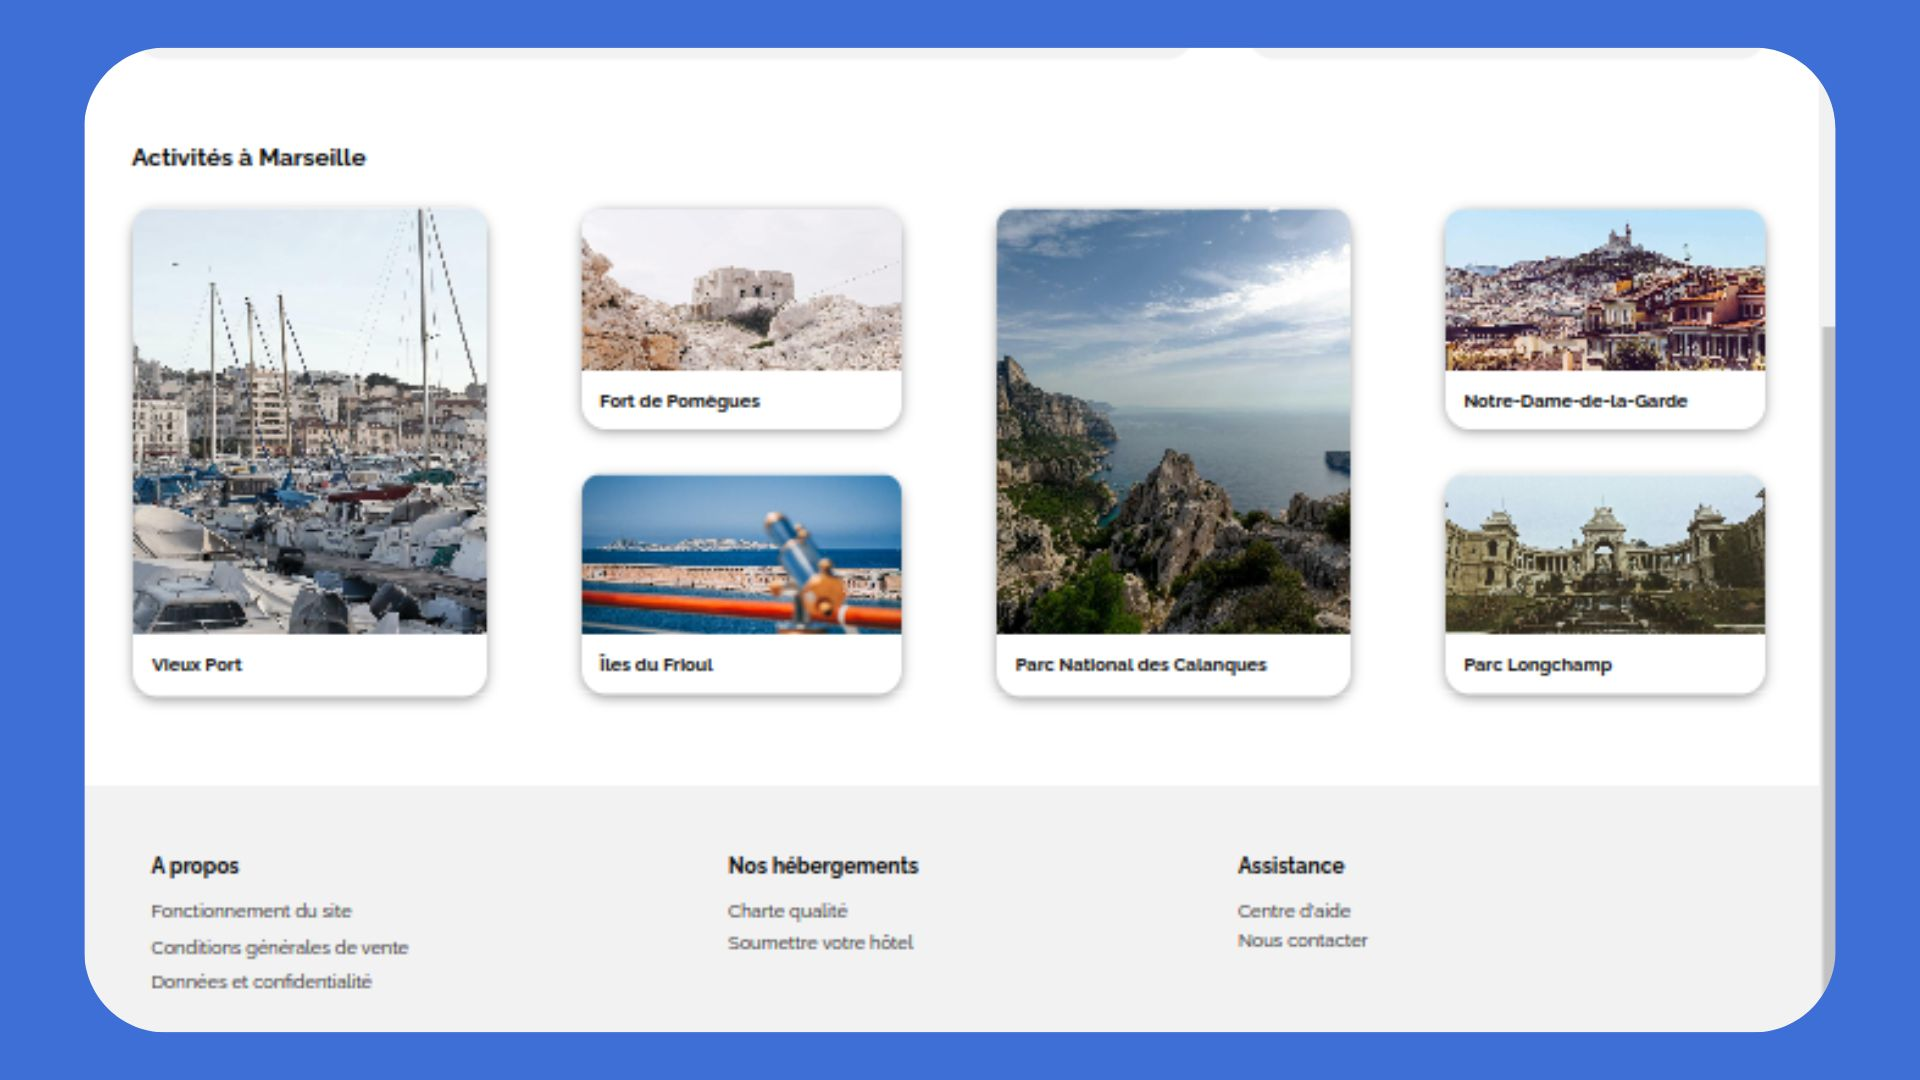 Activités à Marseille
Vieux Port
Fort de Pomègues
Îles du Frioul
Parc National des Calanques
Notre-Dame-de-la-Garde
Parc Longchamp
A propos
Fonctionnement du site
Conditions générales de vente
Données et confidentialité
Nos hébergements
Charte qualité
Soumettre votre hôtel
Assistance
Centre d'aide
Nous contacter